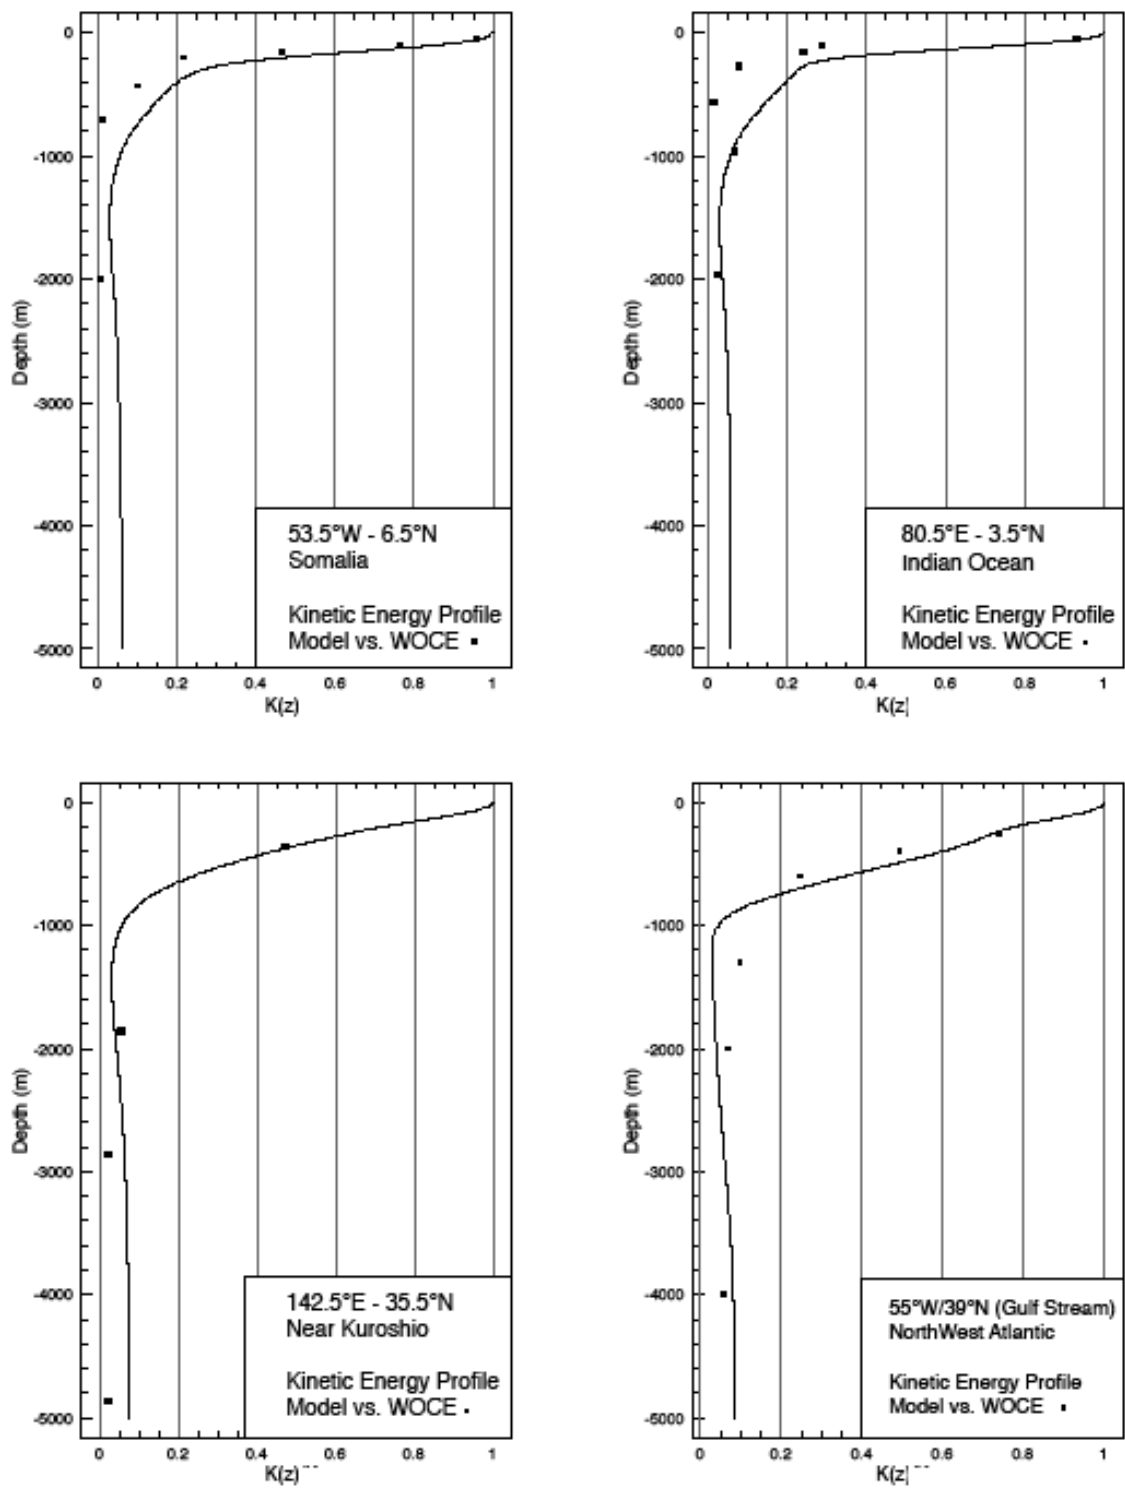 0
-1000
-2000
-3000
-4000
-5000
Depth (m)
53.5°W - 6.5°N
Somalia
Kinetic Energy Profile
Model vs. WOCE
0 0.2 0.4 0.6 0.8 1
K(z)
0
-1000
-2000
-3000
-4000
-5000
Depth (m)
80.5°E - 3.5°N
Indian Ocean
Kinetic Energy Profile
Model vs. WOCE
0 0.2 0.4 0.6 0.8 1
K(z)
0
-1000
-2000
-3000
-4000
-5000
Depth (m)
142.5°E - 35.5°N
Near Kuroshio
Kinetic Energy Profile
Model vs. WOCE
0 0.2 0.4 0.6 0.8 1
K(z)
0
-1000
-2000
-3000
-4000
-5000
Depth (m)
55°W/39°N (Gulf Stream)
NorthWest Atlantic
Kinetic Energy Profile
Model vs. WOCE
0 0.2 0.4 0.6 0.8 1
K(z)